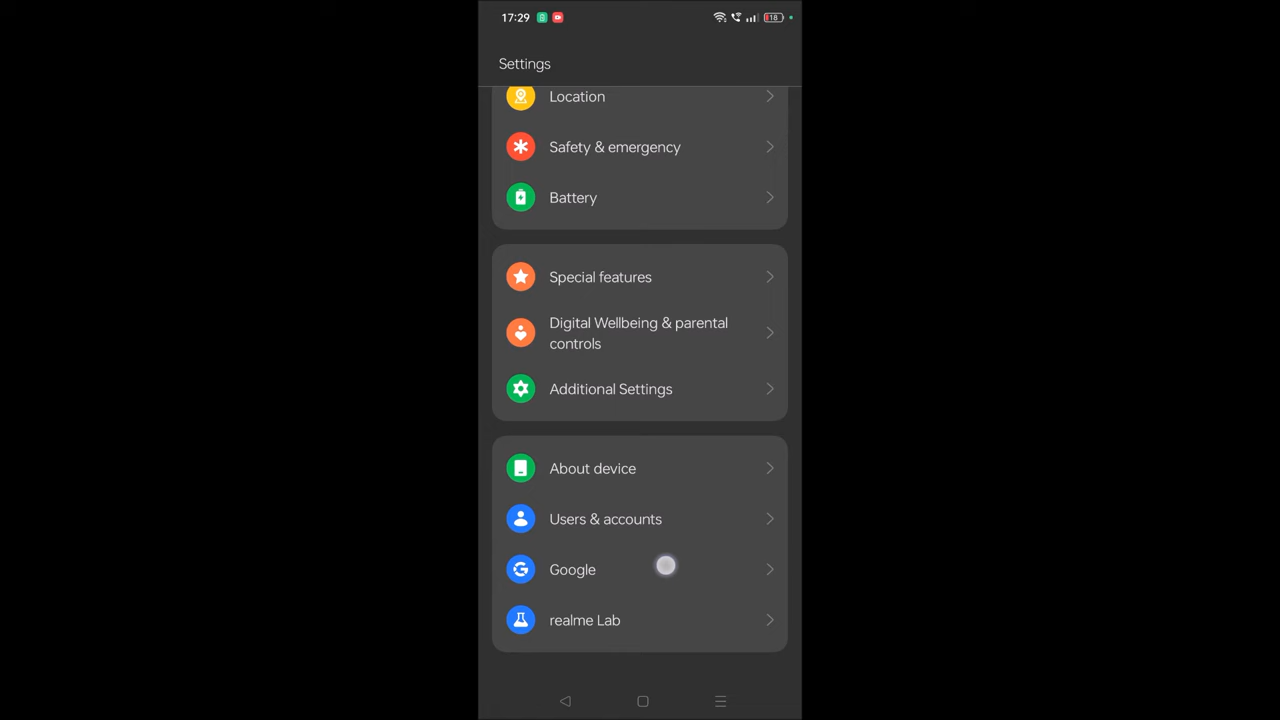 17:29
18
Settings
Location
Safety & emergency
Battery
Special features
Digital Wellbeing & parental
controls
Additional Settings
About device
Users & accounts
Google
realme Lab